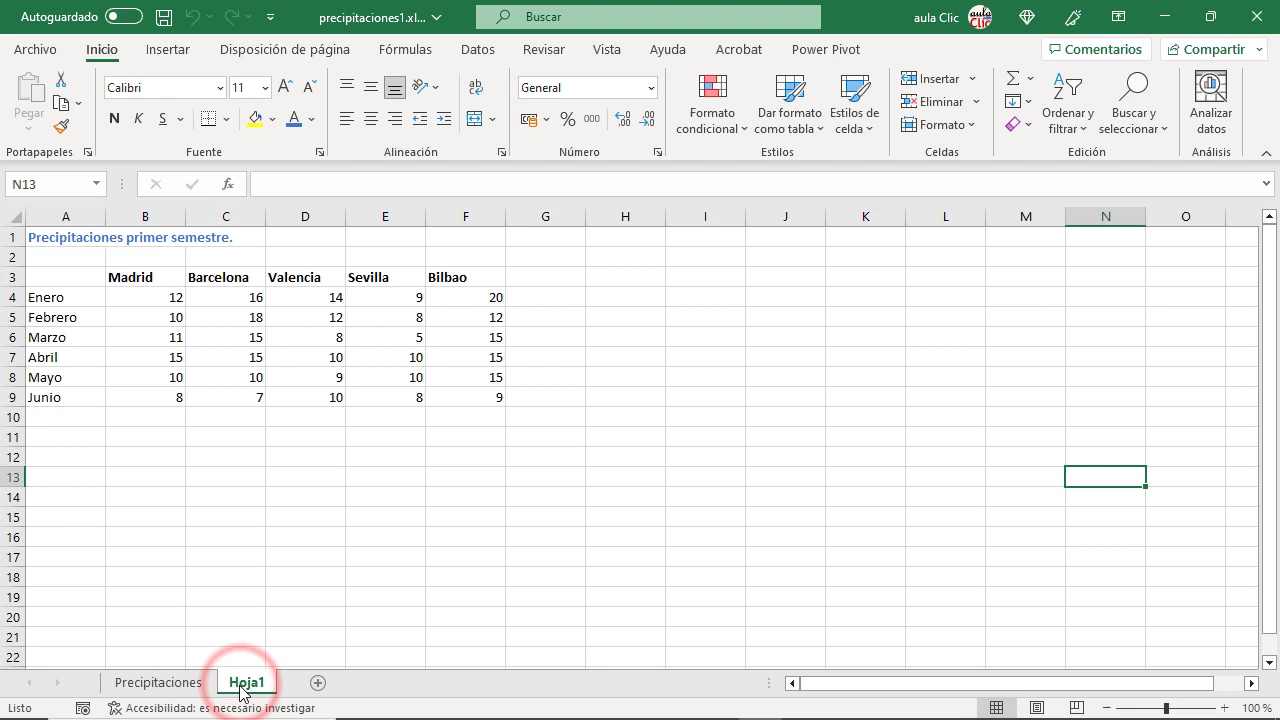 Autoguardado precipitaciones1.xl... Buscar aula Clic
aula Clic
Archivo Inicio Insertar Disposición de página Fórmulas Datos Revisar Vista Ayuda Acrobat Power Pivot Comentarios Compartir
Pegar
Calibri 11
N K S A
ab
General
% 000
Formato condicional
Dar formato como tabla
Estilos de celda
Insertar
Eliminar
Formato
Ordenar y filtrar
Buscar y seleccionar
Analizar datos
Portapapeles Fuente Alineación Número Estilos Celdas Edición Análisis
N13 fx
A B C D E F G H I J K L M N O
1 Precipitaciones primer semestre.
2
3 Madrid Barcelona Valencia Sevilla Bilbao
4 Enero 12 16 14 9 20
5 Febrero 10 18 12 8 12
6 Marzo 11 15 8 5 15
7 Abril 15 15 10 10 15
8 Mayo 10 10 9 10 15
9 Junio 8 7 10 8 9
10
11
12
13
14
15
16
17
18
19
20
21
22
Precipitaciones Hoja1
Listo Accesibilidad: es necesario investigar 100 %